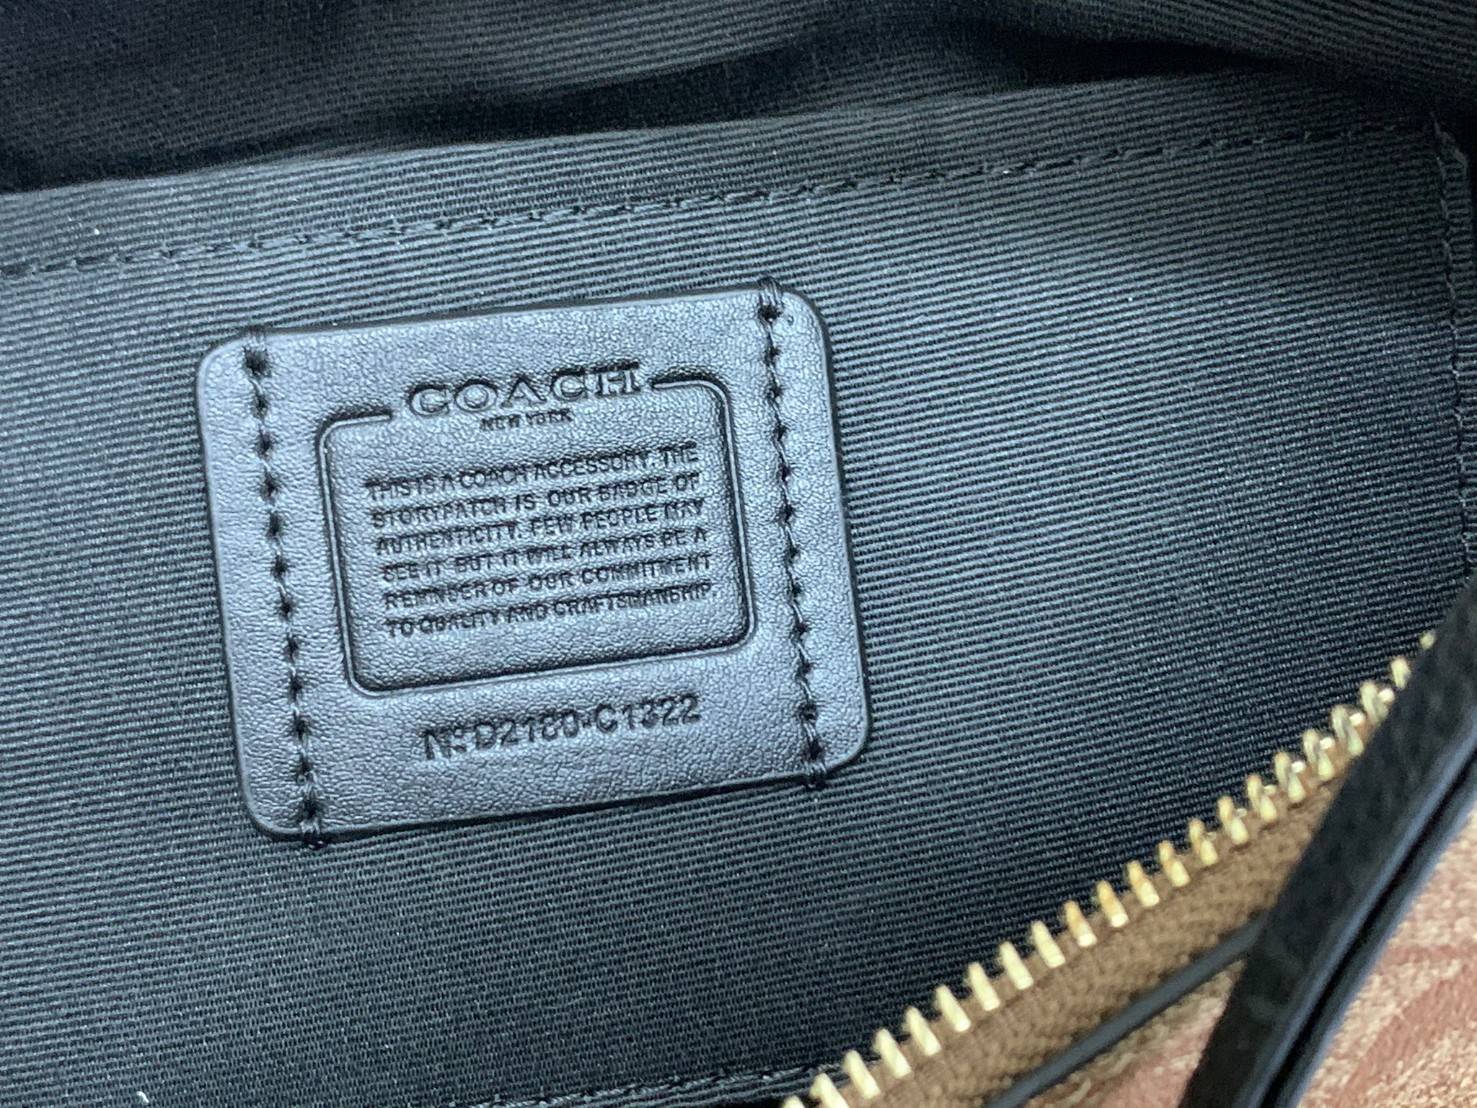 COACH
NEW YORK
THIS IS A COACH ACCESSORY. THE
STORYPATCH IS OUR BADGE OF
AUTHENTICITY. FEW PEOPLE MAY
SEE IT BUT IT WILL ALWAYS BE A
REMINDER OF OUR COMMITMENT
TO QUALITY AND CRAFTSMANSHIP.
Nº D2180-C1322